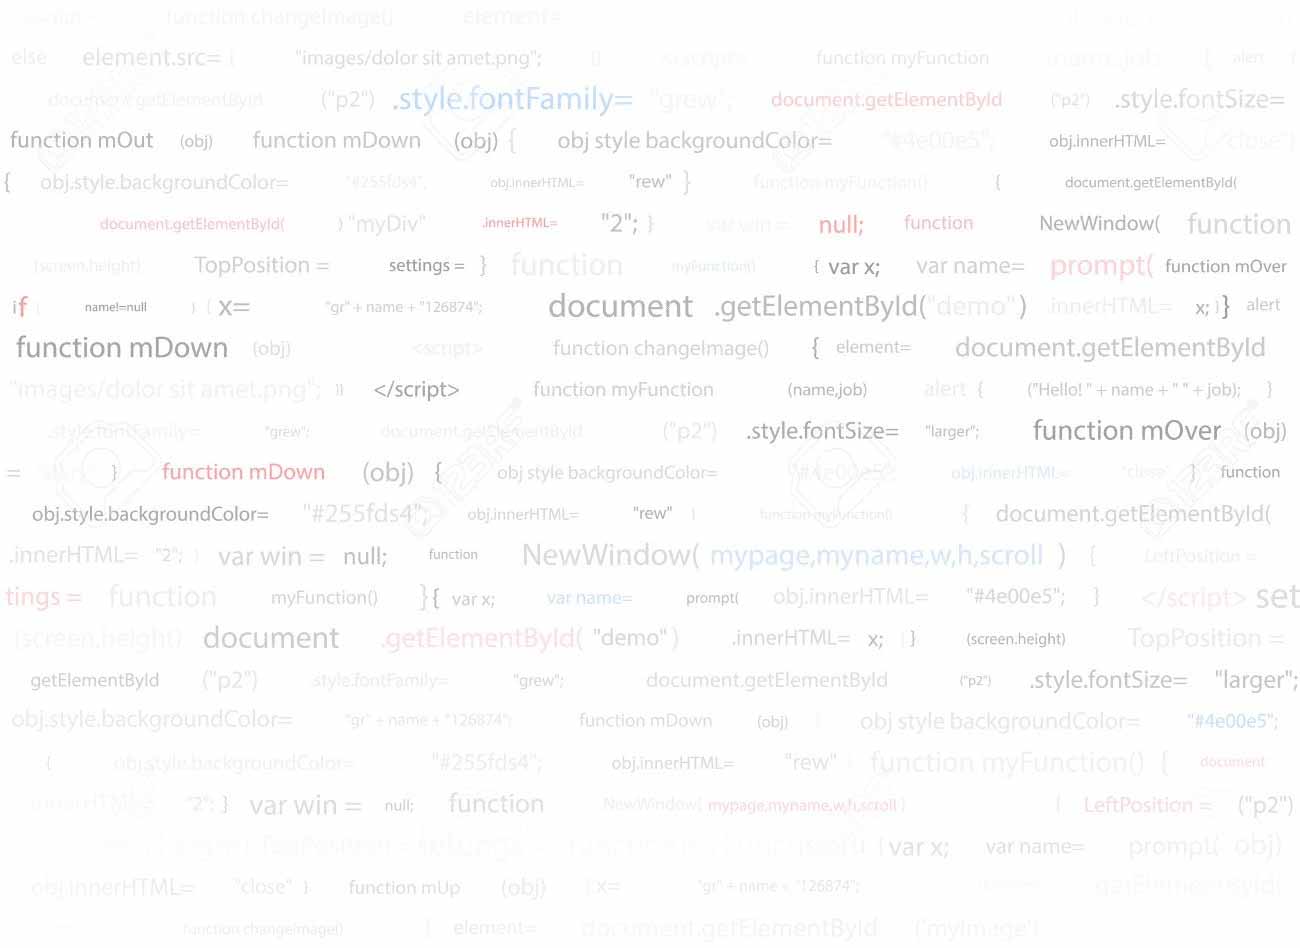 function changeImage() element=
else element.src= { "images/dolor sit amet.png"; }} </script> function myFunction (name,job) { alert {
document.getElementById ("p2") .style.fontFamily= "grew"; document.getElementById ("p2") .style.fontSize=
function mOut (obj) function mDown (obj) { obj style backgroundColor= "#4e00e5"; obj.innerHTML= "close"}
{ obj.style.backgroundColor= "#255fds4"; obj.innerHTML= "rew" } function myFunction() { document.getElementById(
document.getElementById( ) "myDiv" .innerHTML= "2"; } var win = null; function NewWindow( function
(screen.height) TopPosition = settings = } function myFunction() { var x; var name= prompt( function mOver
if ( name!=null ) { x= "gr" + name + "126874"; document .getElementById("demo") .innerHTML= x; }} alert
function mDown (obj) <script> function changeImage() { element= document.getElementById
"images/dolor sit amet.png"; }} </script> function myFunction (name,job) alert { ("Hello! " + name + " " + job); }
.style.fontFamily= "grew"; document.getElementById ("p2") .style.fontSize= "larger"; function mOver (obj)
= } function mDown (obj) { obj style backgroundColor= "#4e00e5"; obj.innerHTML= "close" } function
obj.style.backgroundColor= "#255fds4"; obj.innerHTML= "rew" } function myFunction() { document.getElementById(
.innerHTML= "2"; } var win = null; function NewWindow( mypage,myname,w,h,scroll ) { LeftPosition =
tings = function myFunction() }{ var x; var name= prompt( obj.innerHTML= "#4e00e5"; } </script> set
(screen.height) document .getElementById( "demo" ) .innerHTML= x; {} (screen.height) TopPosition =
getElementById ("p2") .style.fontFamily= "grew"; document.getElementById ("p2") .style.fontSize= "larger";
obj.style.backgroundColor= "gr" + name + "126874"; function mDown (obj) { obj style backgroundColor= "#4e00e5";
{ obj.style.backgroundColor= "#255fds4"; obj.innerHTML= "rew" function myFunction() { document
.innerHTML= "2"; } var win = null; function NewWindow( mypage,myname,w,h,scroll ) { LeftPosition = ("p2")
TopPosition = settings = function { var x; var name= prompt( obj)
obj.innerHTML= "close" } function mUp (obj) { x= "gr" + name + "126874"; getElementById(
function changeImage() { element= document.getElementById ('myImage')